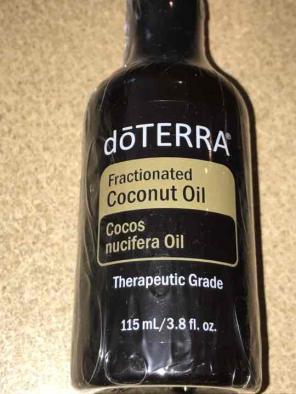 dōTERRA®
Fractionated
Coconut Oil
Cocos
nucifera Oil
Therapeutic Grade
115 mL/3.8 fl. oz.